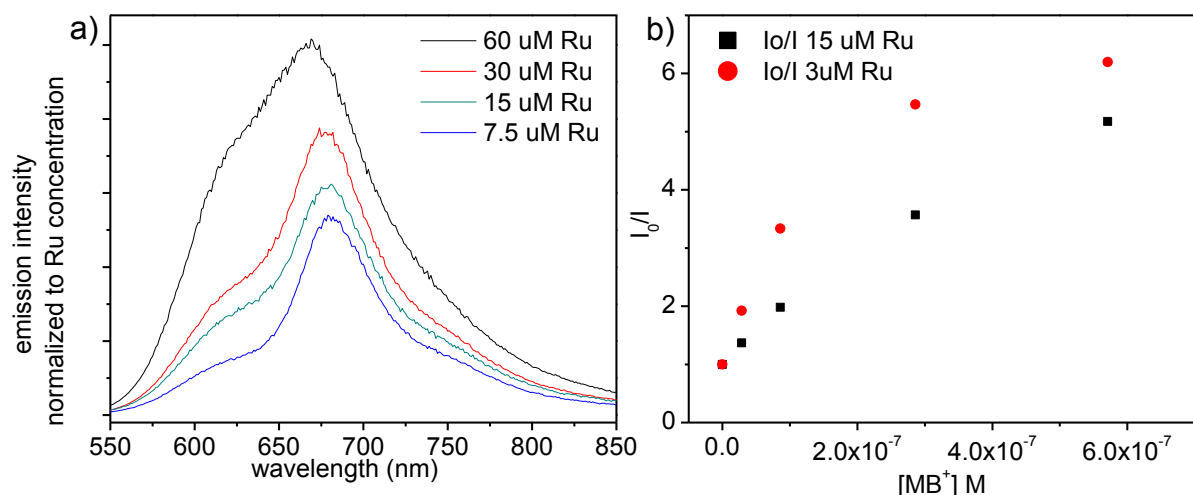 a)
60 uM Ru
30 uM Ru
15 uM Ru
7.5 uM Ru
emission intensity
normalized to Ru concentration
550 600 650 700 750 800 850
wavelength (nm)
b)
Io/I 15 uM Ru
Io/I 3uM Ru
I₀/I
6
4
2
0
0.0 2.0x10⁻⁷ 4.0x10⁻⁷ 6.0x10⁻⁷
[MB⁺] M